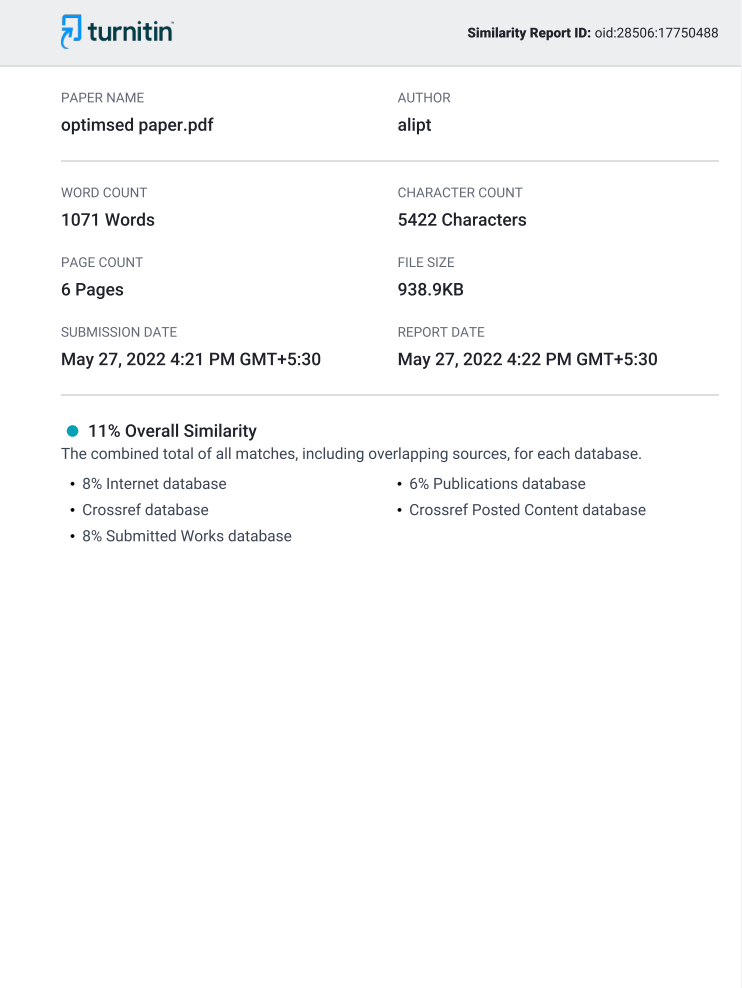 turnitin™
Similarity Report ID: oid:28506:17750488
PAPER NAME
optimsed paper.pdf
AUTHOR
alipt
WORD COUNT
1071 Words
CHARACTER COUNT
5422 Characters
PAGE COUNT
6 Pages
FILE SIZE
938.9KB
SUBMISSION DATE
May 27, 2022 4:21 PM GMT+5:30
REPORT DATE
May 27, 2022 4:22 PM GMT+5:30
11% Overall Similarity
The combined total of all matches, including overlapping sources, for each database.
• 8% Internet database
• 6% Publications database
• Crossref database
• Crossref Posted Content database
• 8% Submitted Works database